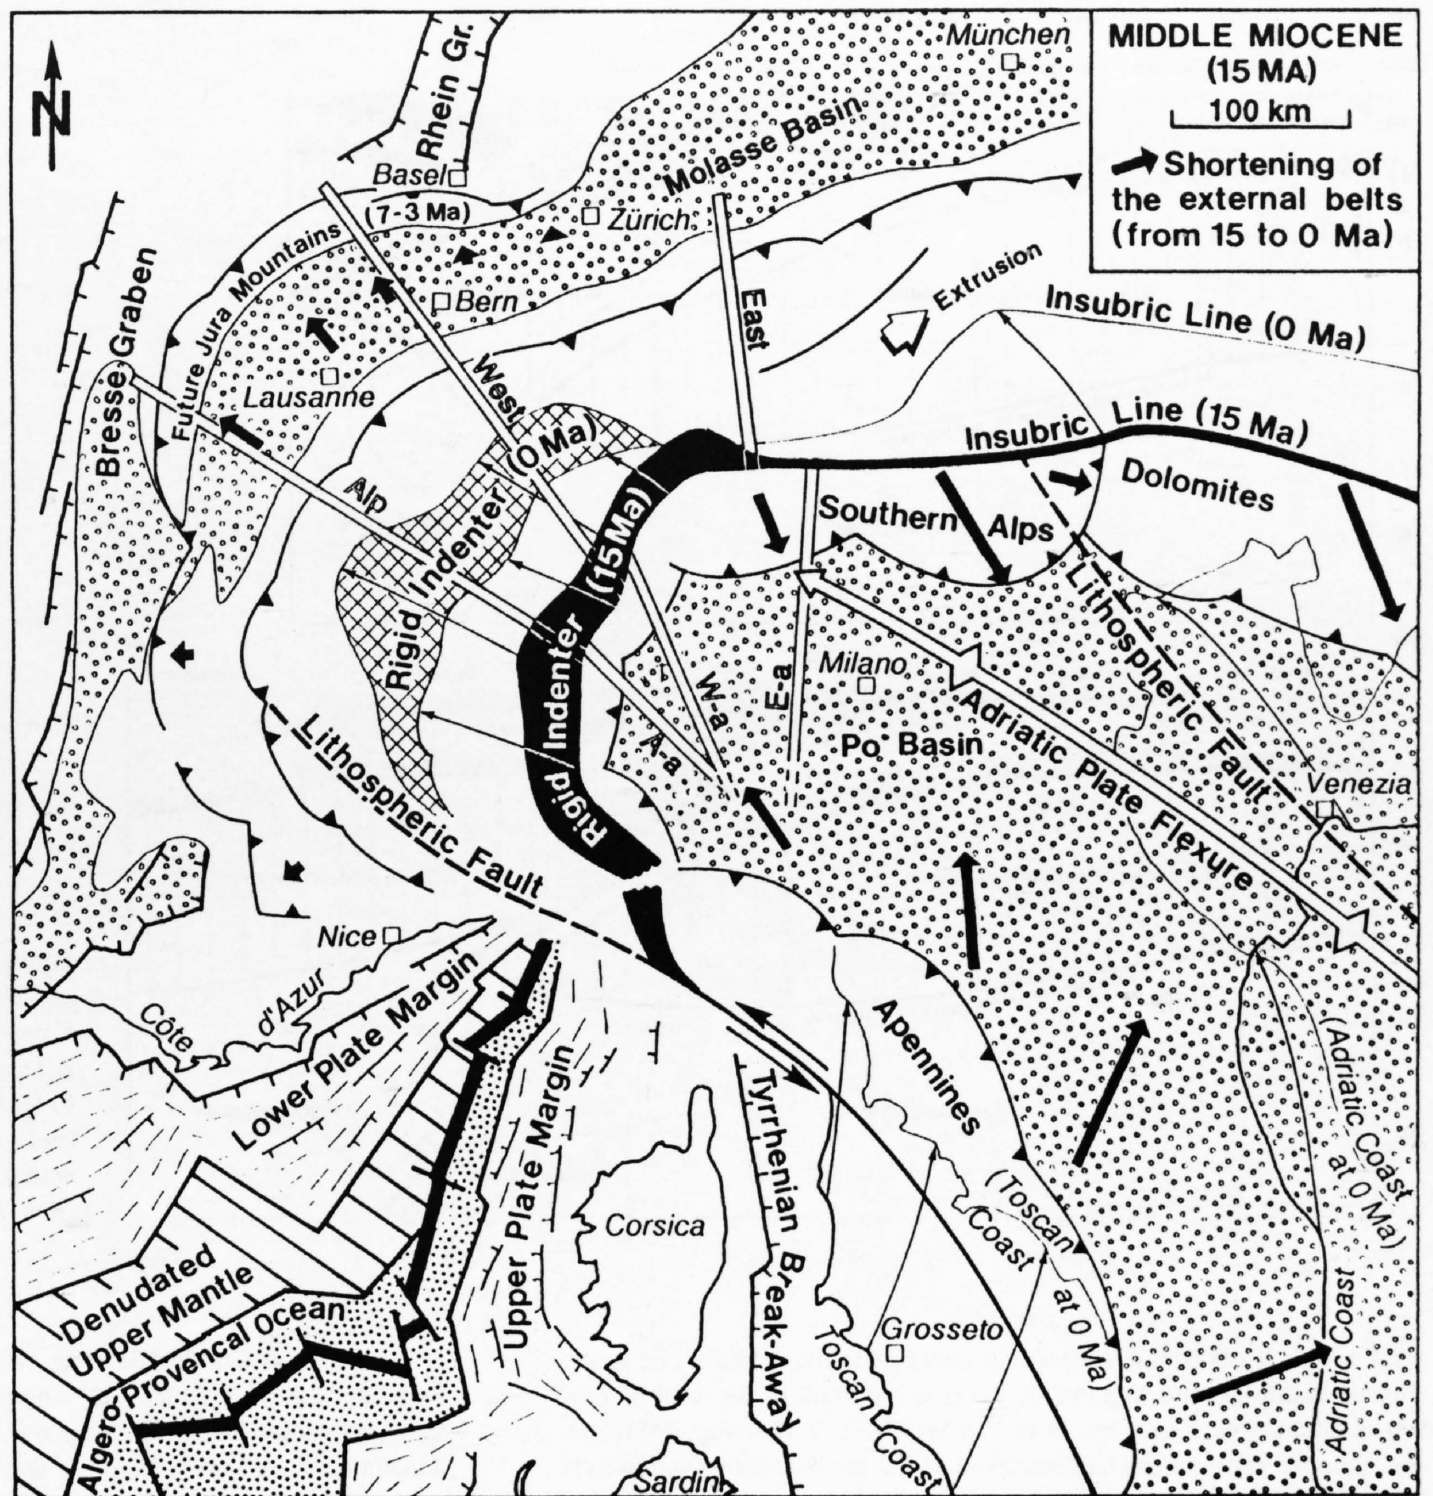 MIDDLE MIOCENE
(15 MA)
100 km
Shortening of
the external belts
(from 15 to 0 Ma)
N
Rhein Gr.
München
Molasse Basin
Basel
(7-3 Ma)
Zürich
Future Jura Mountains
Bern
Bresse Graben
Lausanne
West
East
Extrusion
Insubric Line (0 Ma)
Insubric Line (15 Ma)
Alp
Rigid Indenter (0 Ma)
Rigid Indenter (15 Ma)
Rigid
Southern Alps
Dolomites
Lithospheric Fault
Milano
W-a
E-a
A-a
Po Basin
Adriatic Plate Flexure
Venezia
Lithospheric Fault
Nice
Côte d'Azur
Lower Plate Margin
Upper Plate Margin
Apennines
Tyrrhenian Break-Away
Corsica
(Toscan
Coast
at 0 Ma)
(Adriatic Coast
at 0 Ma)
Adriatic Coast
Denudated
Upper Mantle
Algero-Provencal Ocean
Grosseto
Toscan Coast
Sardin